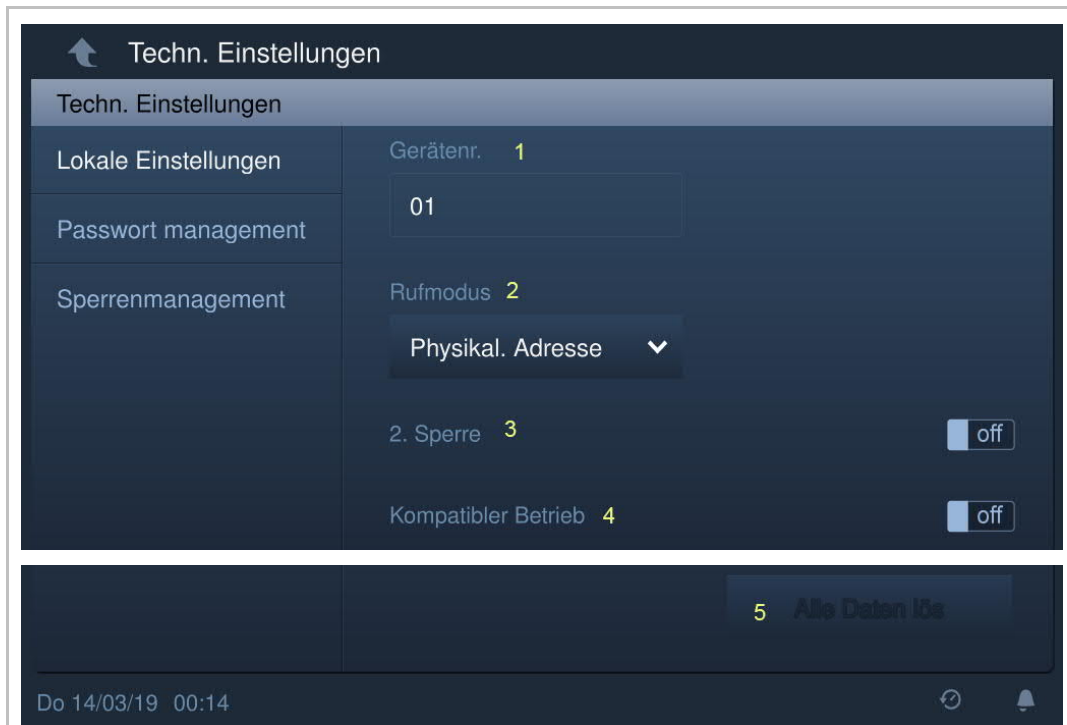 Techn. Einstellungen
Techn. Einstellungen
Lokale Einstellungen
Passwort management
Sperrenmanagement
Gerätenr. 1
01
Rufmodus 2
Physikal. Adresse
2. Sperre 3
off
Kompatibler Betrieb 4
off
5 Alle Daten lös
Do 14/03/19 00:14